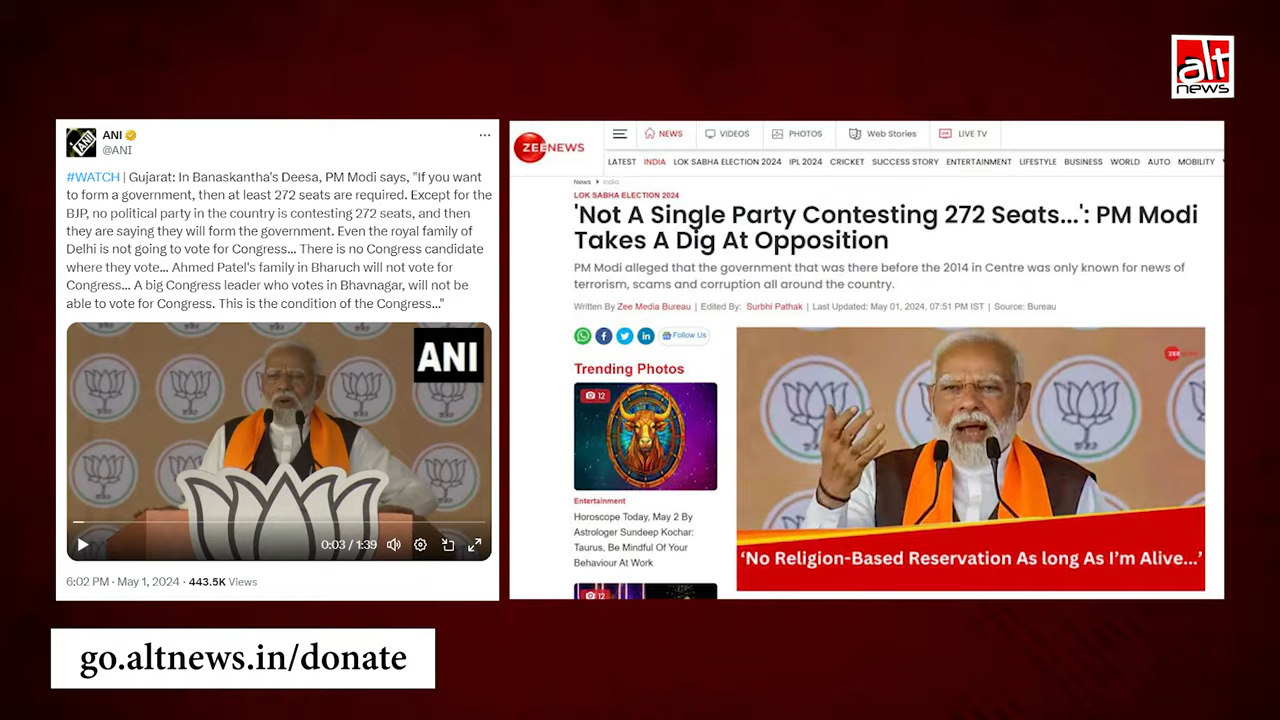 alt
news
ANI
@ANI
#WATCH | Gujarat: In Banaskantha's Deesa, PM Modi says, "If you want
to form a government, then at least 272 seats are required. Except for the
BJP, no political party in the country is contesting 272 seats, and then
they are saying they will form the government. Even the royal family of
Delhi is not going to vote for Congress... There is no Congress candidate
where they vote... Ahmed Patel's family in Bharuch will not vote for
Congress... A big Congress leader who votes in Bhavnagar, will not be
able to vote for Congress. This is the condition of the Congress..."
ANI
0:03 / 1:39
6:02 PM · May 1, 2024 · 443.5K Views
ZEENEWS
NEWS VIDEOS PHOTOS Web Stories LIVE TV
LATEST INDIA LOK SABHA ELECTION 2024 IPL 2024 CRICKET SUCCESS STORY ENTERTAINMENT LIFESTYLE BUSINESS WORLD AUTO MOBILITY
News India
LOK SABHA ELECTION 2024
'Not A Single Party Contesting 272 Seats...': PM Modi
Takes A Dig At Opposition
PM Modi alleged that the government that was there before the 2014 in Centre was only known for news of
terrorism, scams and corruption all around the country.
Written By Zee Media Bureau | Edited By: Surbhi Pathak | Last Updated: May 01, 2024, 07:51 PM IST | Source: Bureau
Follow Us
Trending Photos
12
Entertainment
Horoscope Today, May 2 By
Astrologer Sundeep Kochar:
Taurus, Be Mindful Of Your
Behaviour At Work
12
'No Religion-Based Reservation As long As I'm Alive...'
go.altnews.in/donate